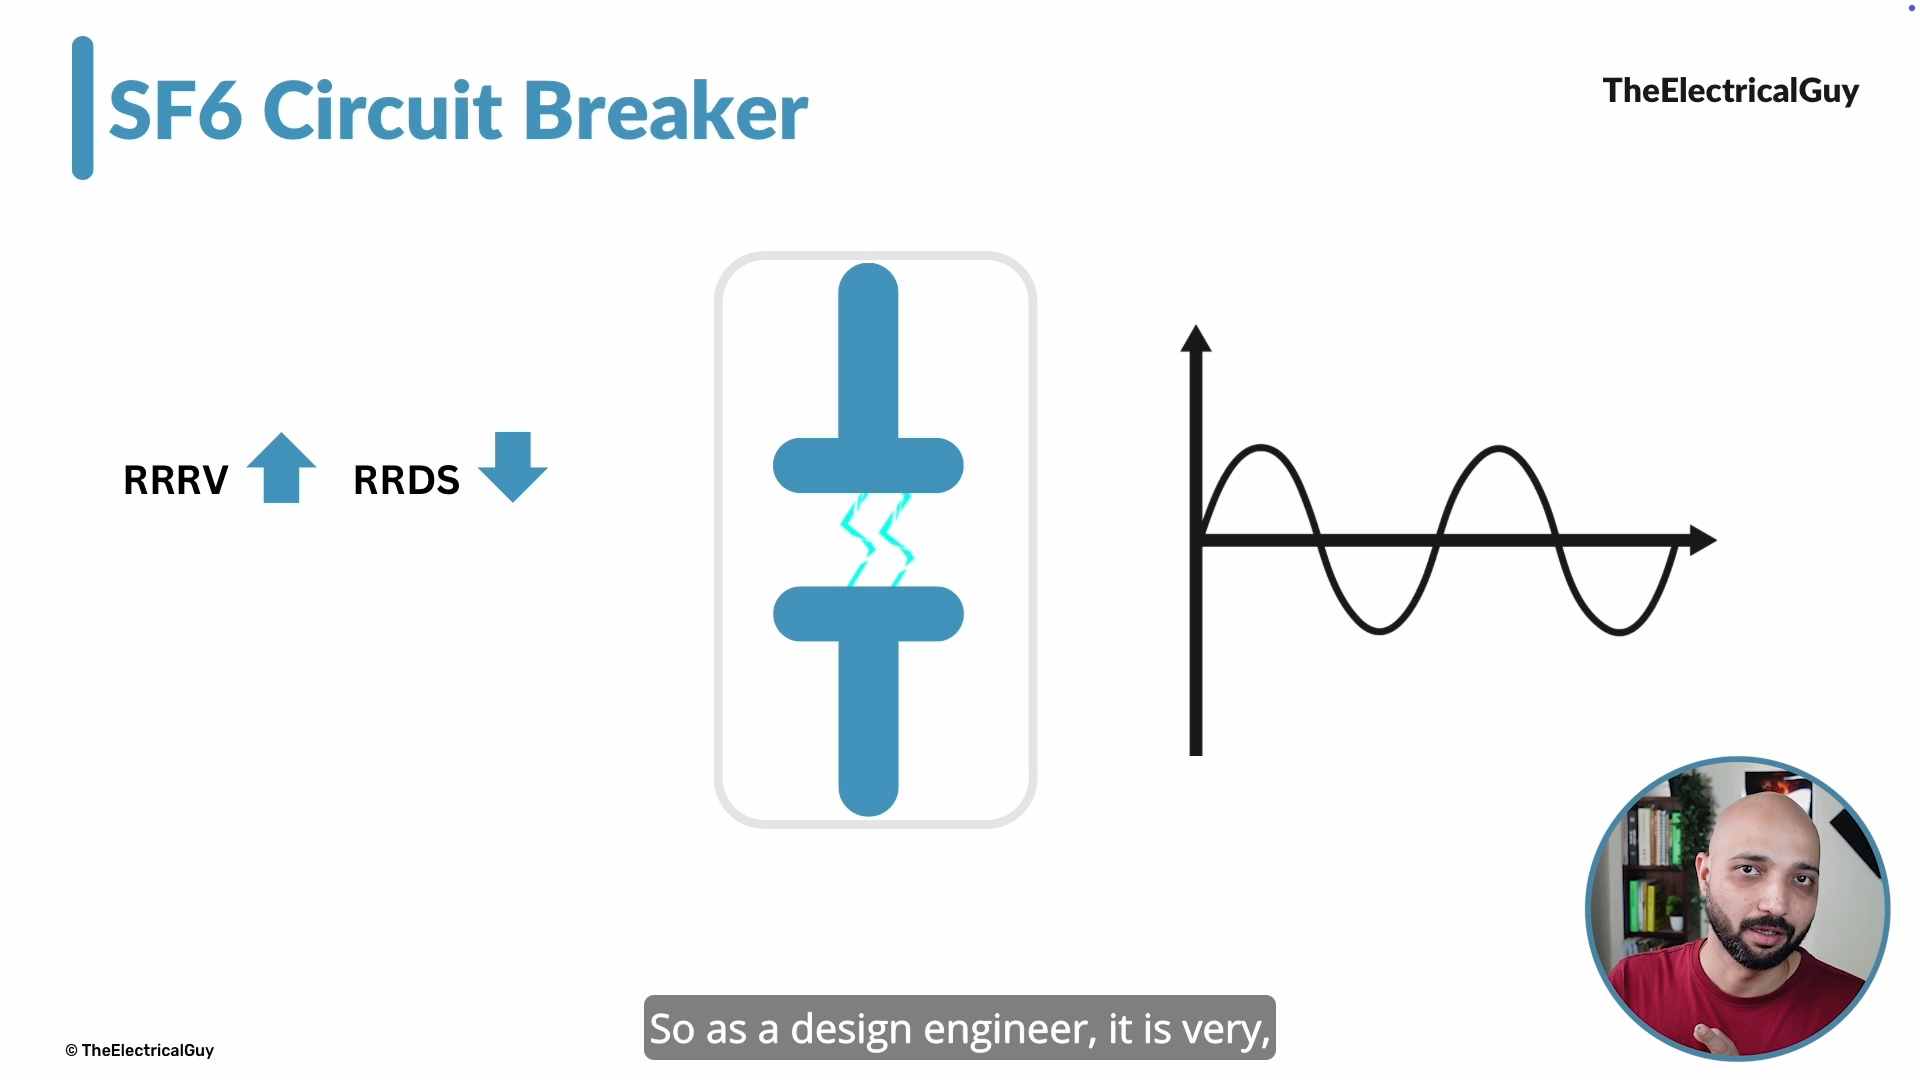 SF6 Circuit Breaker
TheElectricalGuy
RRRV RRDS
So as a design engineer, it is very,
© TheElectricalGuy